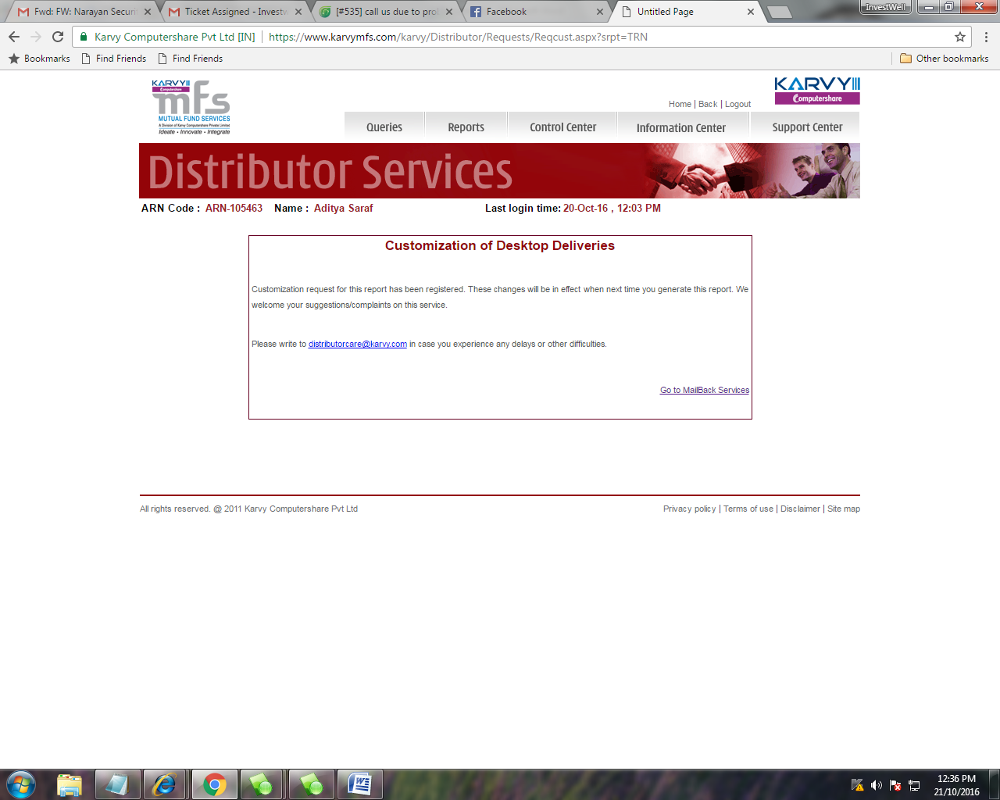 Fwd: FW: Narayan Securi
Ticket Assigned - Investw
[#535] call us due to prol
Facebook
Untitled Page
InvestWell
Karvy Computershare Pvt Ltd [IN]
https://www.karvymfs.com/karvy/Distributor/Requests/Reqcust.aspx?srpt=TRN
Bookmarks
Find Friends
Find Friends
Other bookmarks
KARVY
Computershare
mfs
MUTUAL FUND SERVICES
A Division of Karvy Computershare Private Limited
Ideate • Innovate • Integrate
KARVY
Computershare
Home | Back | Logout
Queries
Reports
Control Center
Information Center
Support Center
Distributor Services
ARN Code : ARN-105463 Name : Aditya Saraf Last login time: 20-Oct-16 , 12:03 PM
Customization of Desktop Deliveries
Customization request for this report has been registered. These changes will be in effect when next time you generate this report. We
welcome your suggestions/complaints on this service.
Please write to distributorcare@karvy.com in case you experience any delays or other difficulties.
Go to MailBack Services
All rights reserved. @ 2011 Karvy Computershare Pvt Ltd
Privacy policy | Terms of use | Disclaimer | Site map
12:36 PM
21/10/2016